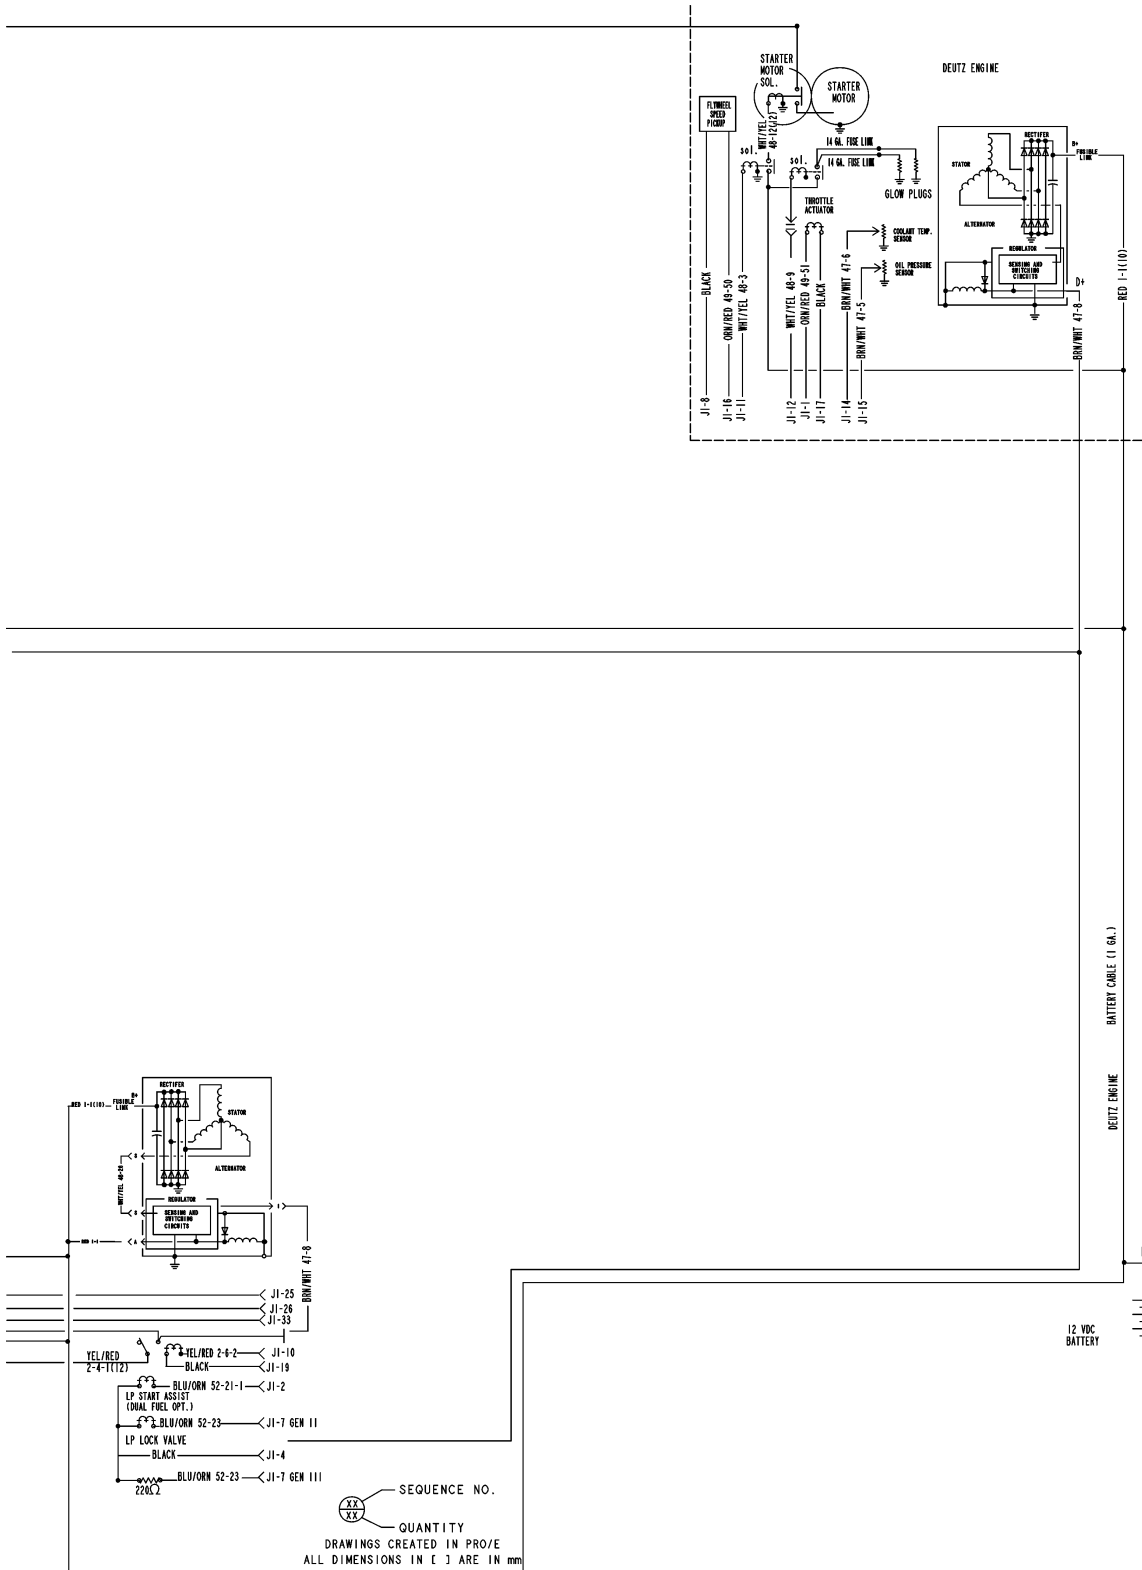 DEUTZ ENGINE
STARTER
MOTOR
SOL.
STARTER
MOTOR
FLYWHEEL
SPEED
PICKUP
WHT/YEL
48-12(12)
sol.
sol.
14 GA. FUSE LINK
14 GA. FUSE LINK
GLOW PLUGS
THROTTLE
ACTUATOR
COOLANT TEMP.
SENSOR
OIL PRESSURE
SENSOR
RECTIFER
B+
FUSIBLE
LINK
STATOR
ALTERNATOR
REGULATOR
SENSING AND
SWITCHING
CIRCUITS
D+
BLACK
ORN/RED 49-50
WHT/YEL 48-3
WHT/YEL 48-9
ORN/RED 49-51
BLACK
BRN/WHT 47-6
BRN/WHT 47-5
BRN/WHT 47-8
RED 1-1(10)
J1-8
J1-16
J1-11
J1-12
J1-1
J1-17
J1-14
J1-15
BATTERY CABLE (1 GA.)
DEUTZ ENGINE
RECTIFER
B+
RED 1-1(10)
FUSIBLE
LINK
STATOR
ALTERNATOR
S
WHT/YEL 48-28
REGULATOR
S
SENSING AND
SWITCHING
CIRCUITS
I
RED 1-1
A
BRN/WHT 47-8
J1-25
J1-26
J1-33
12 VDC
BATTERY
YEL/RED
2-4-1(12)
YEL/RED 2-6-2
J1-10
BLACK
J1-19
BLU/ORN 52-21-1
J1-2
LP START ASSIST
(DUAL FUEL OPT.)
BLU/ORN 52-23
J1-7 GEN II
LP LOCK VALVE
BLACK
J1-4
BLU/ORN 52-23
J1-7 GEN III
220Ω
XX
XX
SEQUENCE NO.
QUANTITY
DRAWINGS CREATED IN PRO/E
ALL DIMENSIONS IN [ ] ARE IN mm